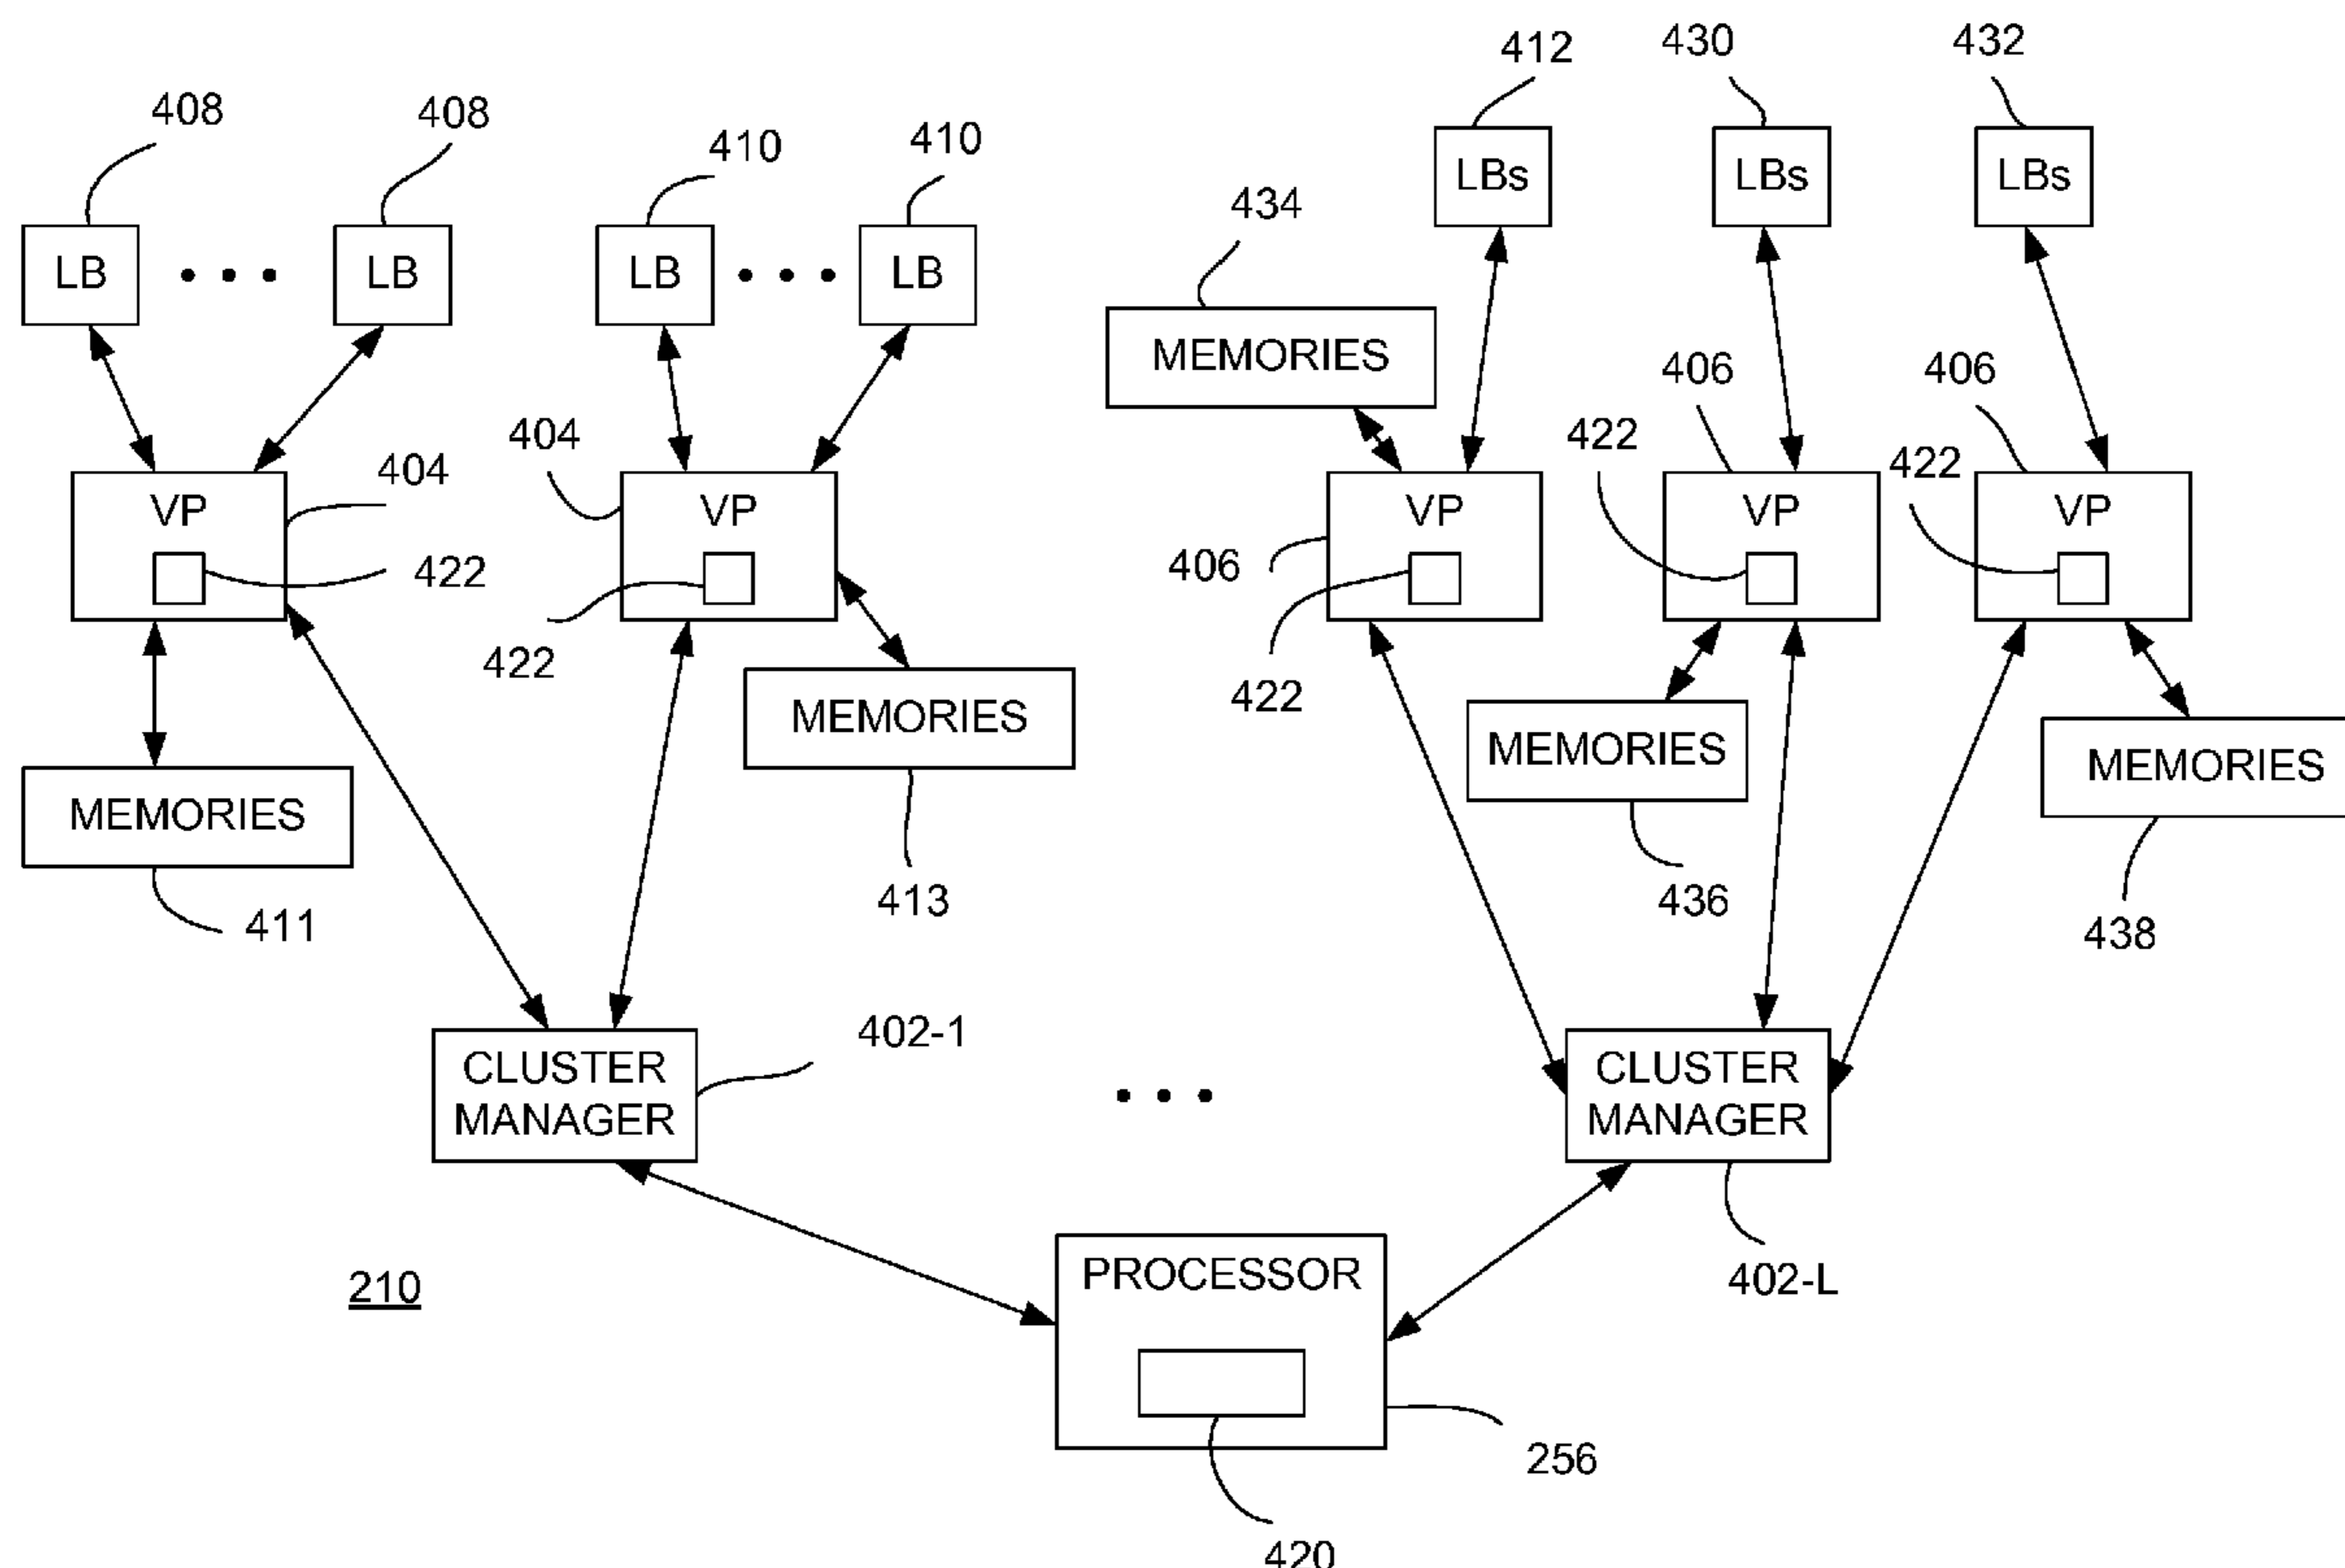 412
430
432
408
408
410
410
LBs
LBs
LBs
434
LB
LB
LB
LB
MEMORIES
406
406
404
404
422
422
VP
VP
VP
VP
VP
406
422
422
422
MEMORIES
MEMORIES
MEMORIES
MEMORIES
413
436
411
438
402-1
CLUSTER
MANAGER
CLUSTER
MANAGER
PROCESSOR
402-L
210
256
420